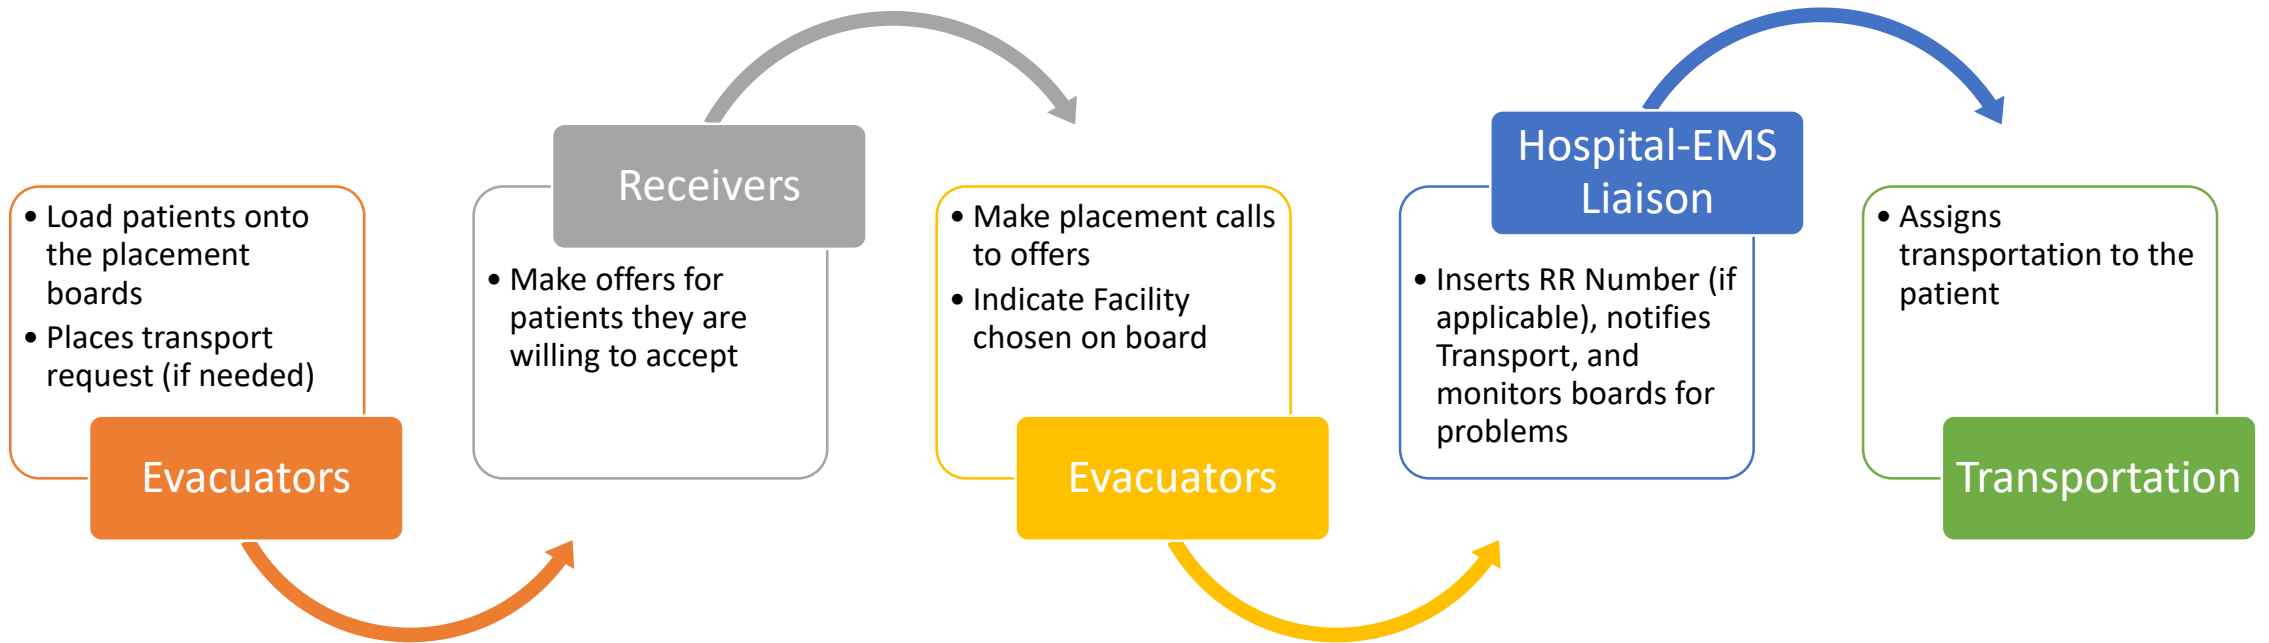 • Load patients onto
the placement
boards
• Places transport
request (if needed)
Evacuators
Receivers
• Make offers for
patients they are
willing to accept
• Make placement calls
to offers
• Indicate Facility
chosen on board
Evacuators
Hospital-EMS
Liaison
• Inserts RR Number (if
applicable), notifies
Transport, and
monitors boards for
problems
• Assigns
transportation to the
patient
Transportation